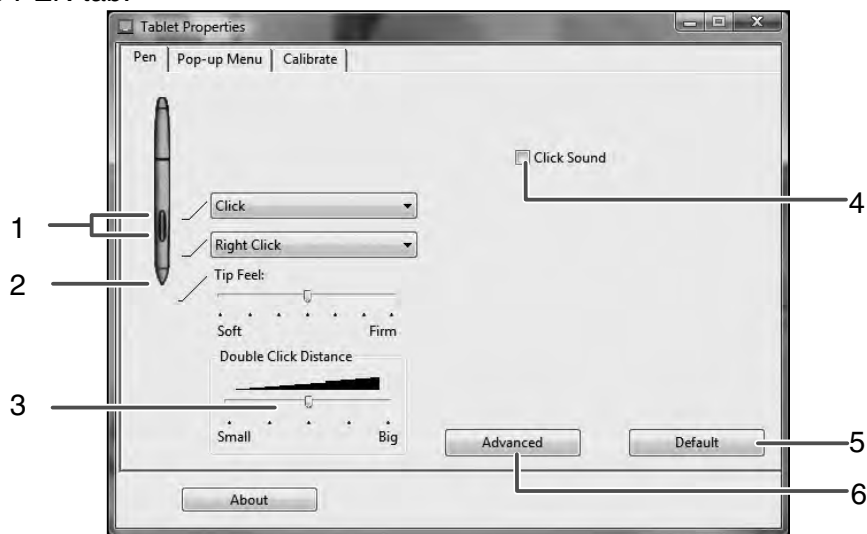 Tablet Properties
Pen Pop-up Menu Calibrate
Click Sound
4
Click
1
Right Click
2
Tip Feel:
Soft Firm
Double Click Distance
3
Small Big
Advanced
Default
5
6
About